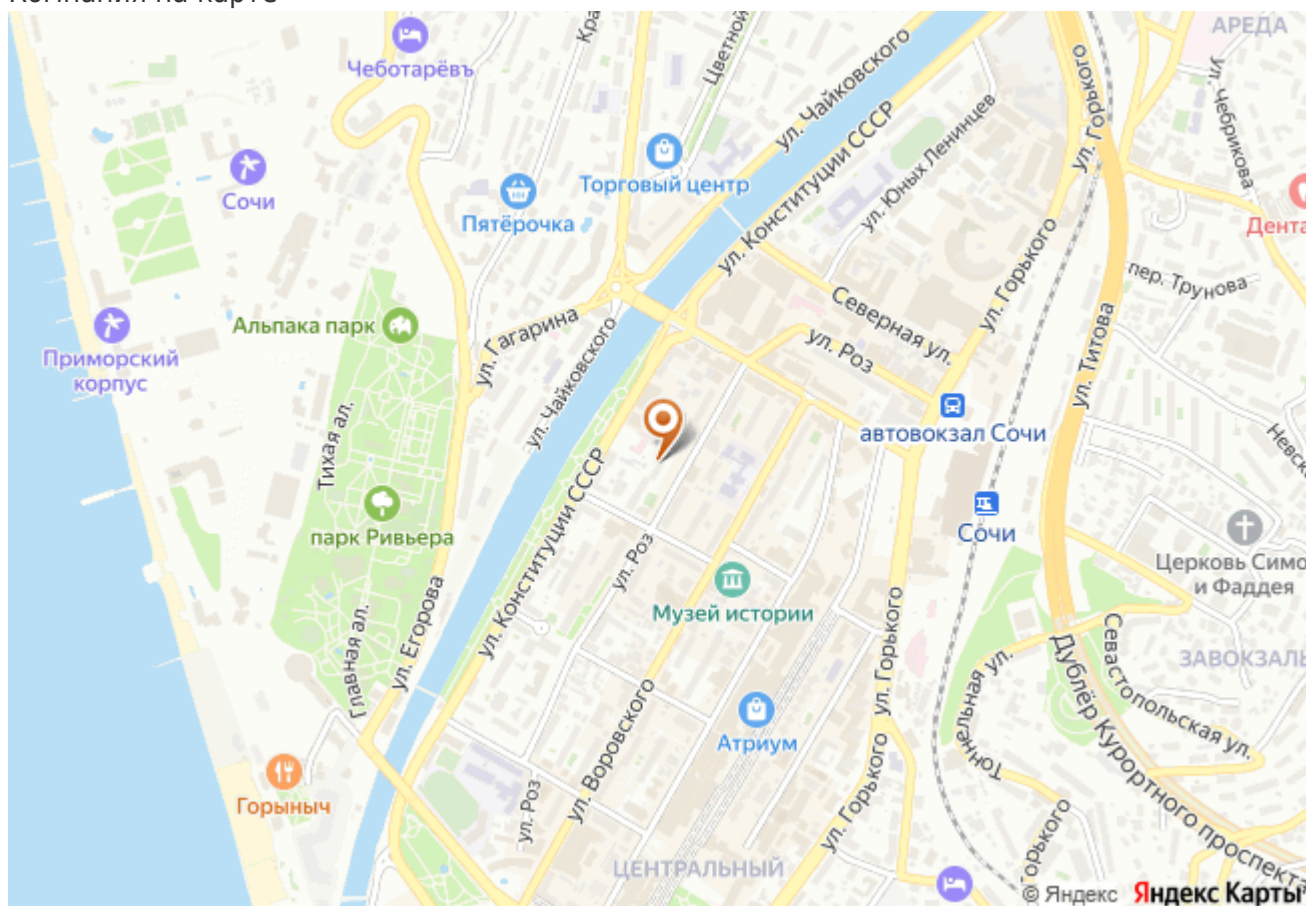 АРЕДА
Чеботарёвъ
Цветной
ул. Чайковского
ул. Горького
ул. Чебрикова
Торговый центр
ул. Конституции СССР
ул. Юных Ленинцев
Сочи
Пятёрочка
Дента
пер. Трунова
ул. Горького
Альпака парк
ул. Гагарина
Северная ул.
Приморский
корпус
ул. Чайковского
ул. Роз
ул. Титова
автовокзал Сочи
Тихая ал.
Невск
парк Ривьера
ул. Конституции СССР
Сочи
Церковь Симо
и Фаддея
ул. Роз
Музей истории
ул. Егорова
Главная ал.
ул. Горького
Севастопольская ул.
ЗАВОКЗАЛЬ
Тоннельная ул.
Дублёр Курортного проспекта
ул. Воровского
Атриум
Горыныч
ул. Роз
ул. Горького
ЦЕНТРАЛЬНЫЙ
© Яндекс Яндекс Карты